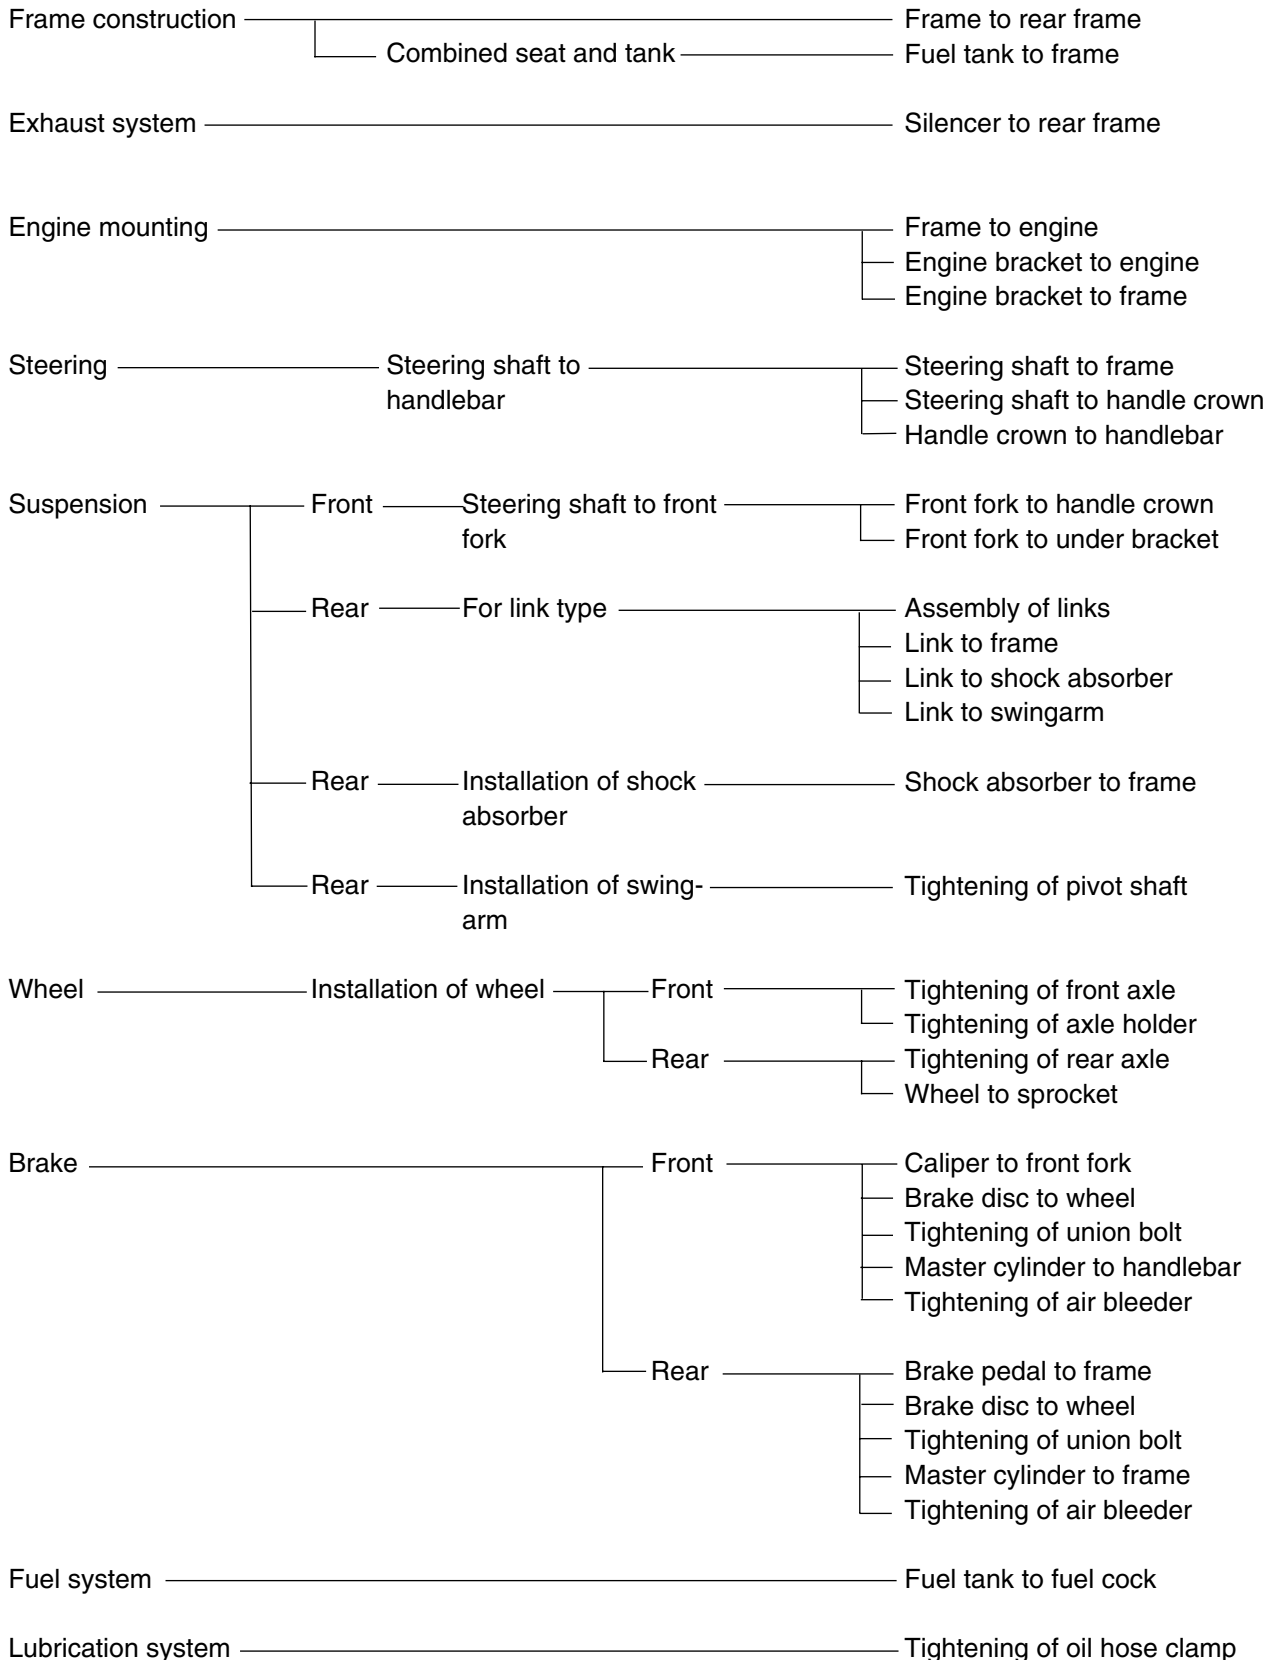 Frame construction Frame to rear frame
Combined seat and tank Fuel tank to frame
Exhaust system Silencer to rear frame
Engine mounting Frame to engine
Engine bracket to engine
Engine bracket to frame
Steering Steering shaft to Steering shaft to frame
handlebar Steering shaft to handle crown
Handle crown to handlebar
Suspension Front Steering shaft to front Front fork to handle crown
fork Front fork to under bracket
Rear For link type Assembly of links
Link to frame
Link to shock absorber
Link to swingarm
Rear Installation of shock Shock absorber to frame
absorber
Rear Installation of swing- Tightening of pivot shaft
arm
Wheel Installation of wheel Front Tightening of front axle
Tightening of axle holder
Rear Tightening of rear axle
Wheel to sprocket
Brake Front Caliper to front fork
Brake disc to wheel
Tightening of union bolt
Master cylinder to handlebar
Tightening of air bleeder
Rear Brake pedal to frame
Brake disc to wheel
Tightening of union bolt
Master cylinder to frame
Tightening of air bleeder
Fuel system Fuel tank to fuel cock
Lubrication system Tightening of oil hose clamp